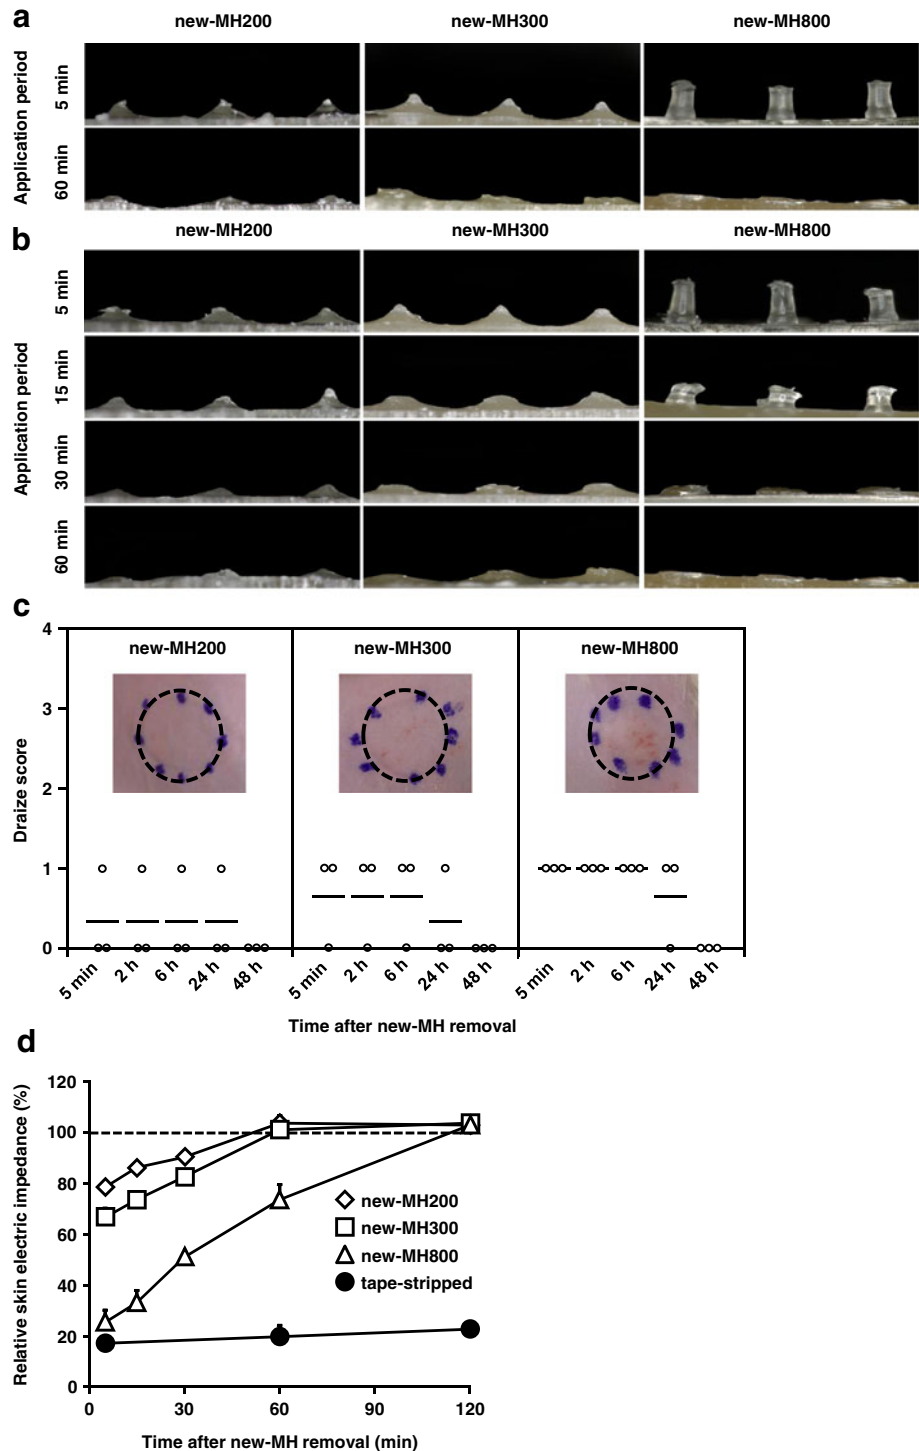 a
new-MH200 new-MH300 new-MH800
Application period
5 min
60 min
b
new-MH200 new-MH300 new-MH800
Application period
5 min
15 min
30 min
60 min
c
Draize score
4
3
2
1
0
new-MH200 new-MH300 new-MH800
5 min 2 h 6 h 24 h 48 h 5 min 2 h 6 h 24 h 48 h 5 min 2 h 6 h 24 h 48 h
Time after new-MH removal
d
Relative skin electric impedance (%)
120
100
80
60
40
20
0
new-MH200
new-MH300
new-MH800
tape-stripped
0 30 60 90 120
Time after new-MH removal (min)